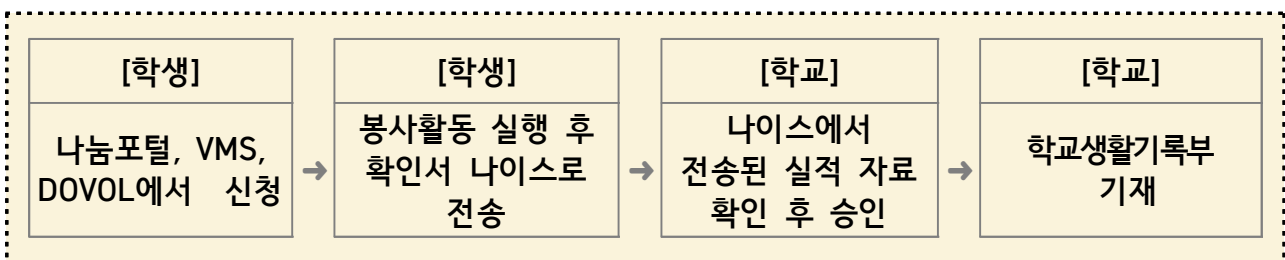 [학생]
나눔포털, VMS,
DOVOL에서 신청
➜
[학생]
봉사활동 실행 후
확인서 나이스로
전송
➜
[학교]
나이스에서
전송된 실적 자료
확인 후 승인
➜
[학교]
학교생활기록부
기재